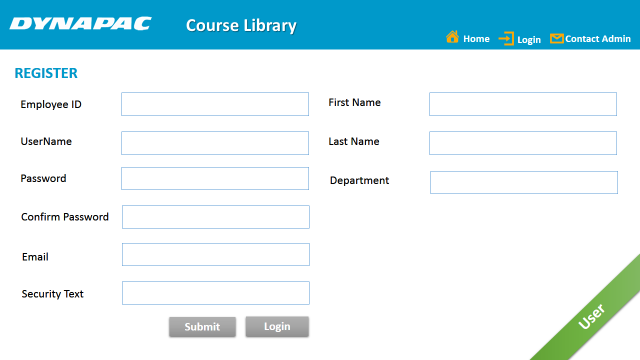 DYNAPAC
Course Library
Home
Login
Contact Admin
REGISTER
Employee ID
First Name
UserName
Last Name
Password
Department
Confirm Password
Email
Security Text
Submit
Login
User